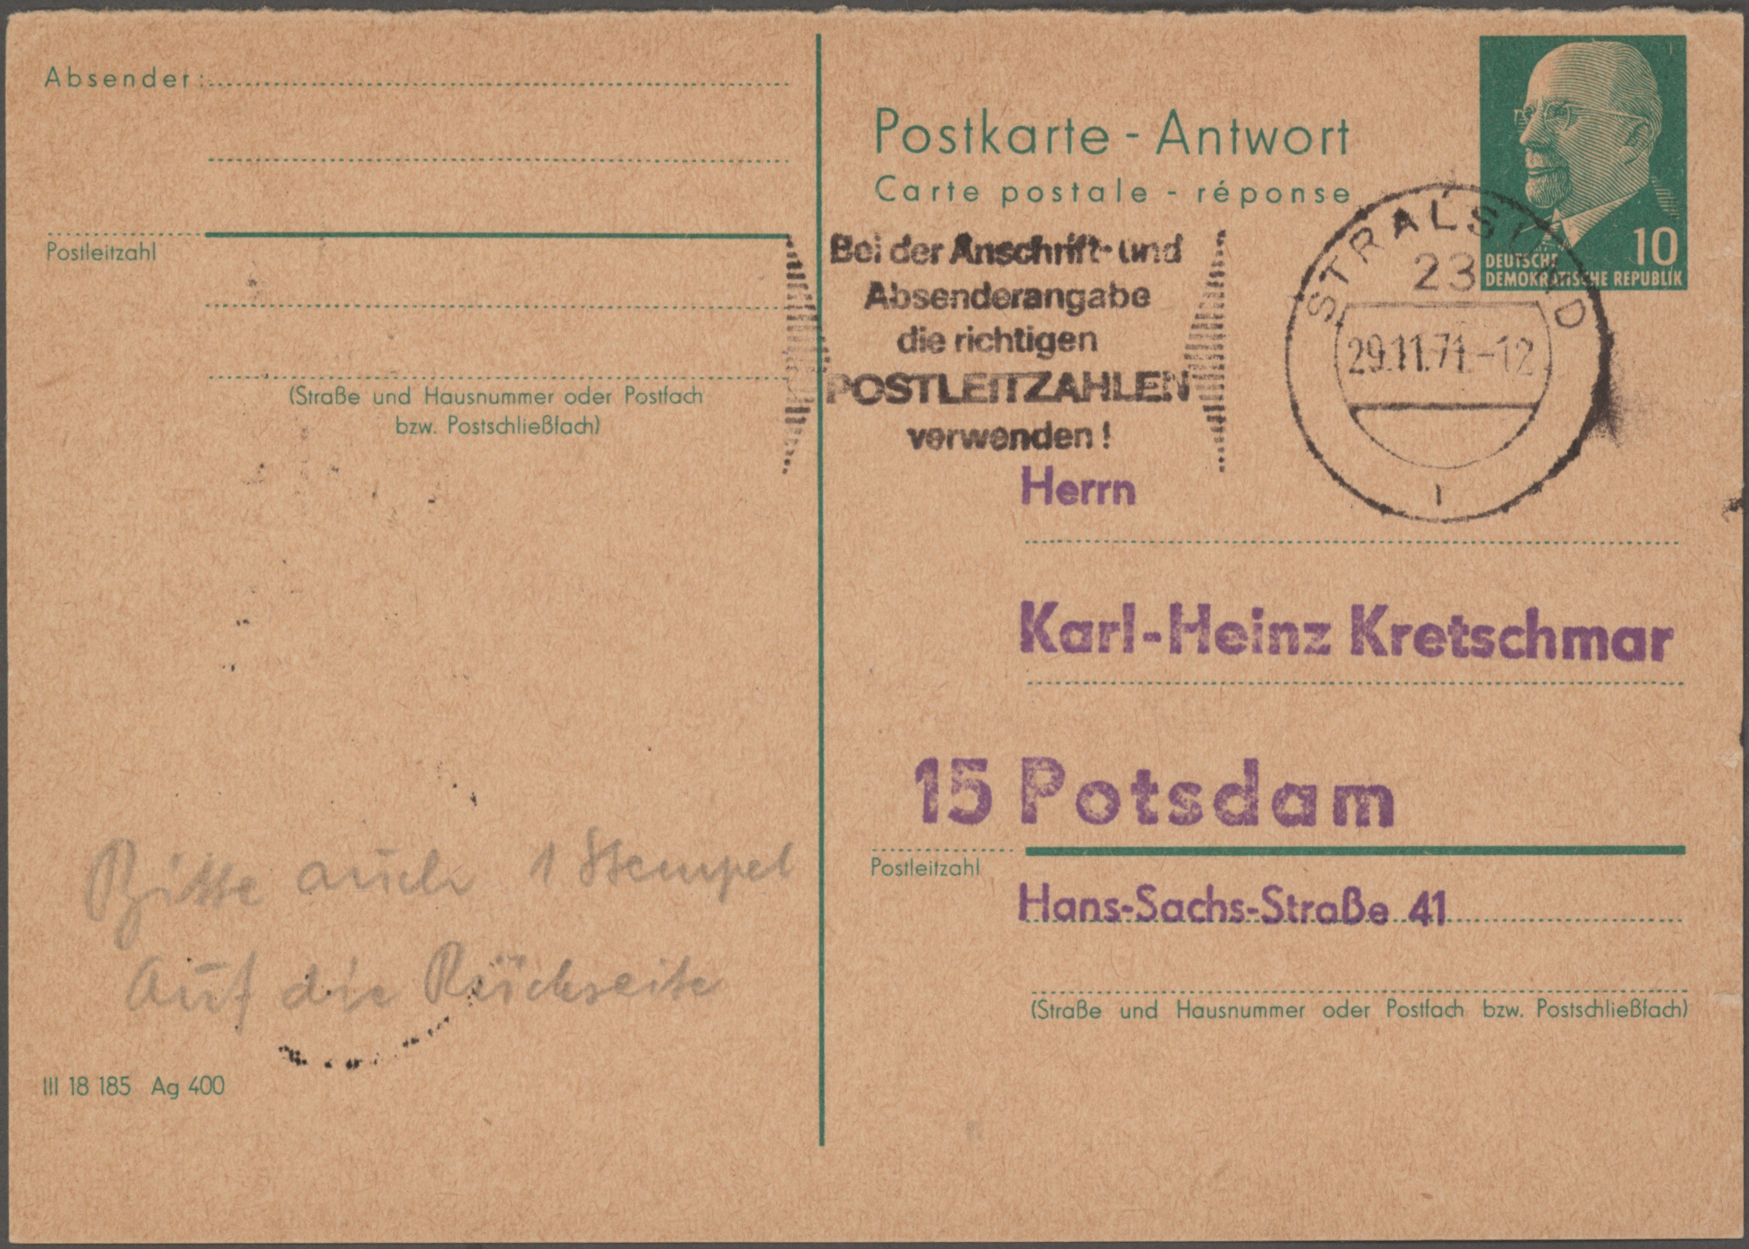 Absender:
Postkarte - Antwort
Carte postale - réponse
Postleitzahl
10
DEUTSCHE
DEMOKRATISCHE REPUBLIK
STRALSUND
23
29.11.71.-12
1
Bei der Anschrift- und
Absenderangabe
die richtigen
POSTLEITZAHLEN
verwenden!
(Straße und Hausnummer oder Postfach
bzw. Postschließfach)
Herrn
Karl-Heinz Kretschmar
15 Potsdam
Postleitzahl
Hans-Sachs-Straße 41
(Straße und Hausnummer oder Postfach bzw. Postschließfach)
Bitte auch 1 Stempel
Auf die Rückseite
III 18 185 Ag 400